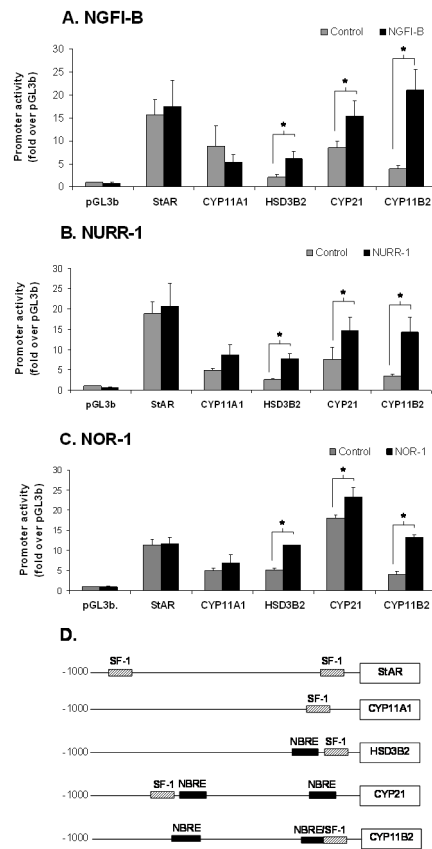 A. NGFI-B
Control NGFI-B
Promoter activity
(fold over pGL3b)
30
25
20
15
10
5
0
* * *
pGL3b StAR CYP11A1 HSD3B2 CYP21 CYP11B2
B. NURR-1
Control NURR-1
Promoter activity
(fold over pGL3b)
30
25
20
15
10
5
0
* * *
pGL3b StAR CYP11A1 HSD3B2 CYP21 CYP11B2
C. NOR-1
Control NOR-1
Promoter activity
(fold over pGL3b)
30
25
20
15
10
5
0
* * *
pGL3b. StAR CYP11A1 HSD3B2 CYP21 CYP11B2
D.
SF-1 SF-1
-1000 StAR
SF-1
-1000 CYP11A1
NBRE SF-1
-1000 HSD3B2
SF-1 NBRE NBRE
-1000 CYP21
NBRE NBRE/SF-1
-1000 CYP11B2